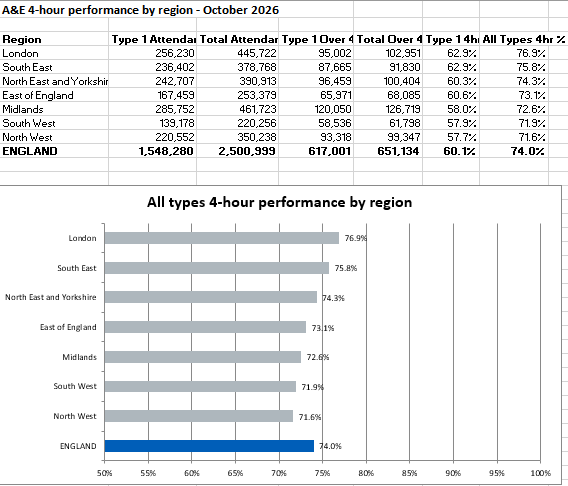 A&E 4-hour performance by region - October 2026
Region Type 1 Attendar Total Attendar Type 1 Over 4 Total Over 4 Type 1 4h All Types 4hr %
London 256,230 445,722 95,002 102,951 62.9% 76.9%
South East 236,402 378,768 87,665 91,830 62.9% 75.8%
North East and Yorkshir 242,707 390,913 96,459 100,404 60.3% 74.3%
East of England 167,459 253,379 65,971 68,085 60.6% 73.1%
Midlands 285,752 461,723 120,050 126,719 58.0% 72.6%
South West 139,178 220,256 58,536 61,798 57.9% 71.9%
North West 220,552 350,238 93,318 99,347 57.7% 71.6%
ENGLAND 1,548,280 2,500,999 617,001 651,134 60.1% 74.0%
All types 4-hour performance by region
London 76.9%
South East 75.8%
North East and Yorkshire 74.3%
East of England 73.1%
Midlands 72.6%
South West 71.9%
North West 71.6%
ENGLAND 74.0%
50% 55% 60% 65% 70% 75% 80% 85% 90% 95% 100%